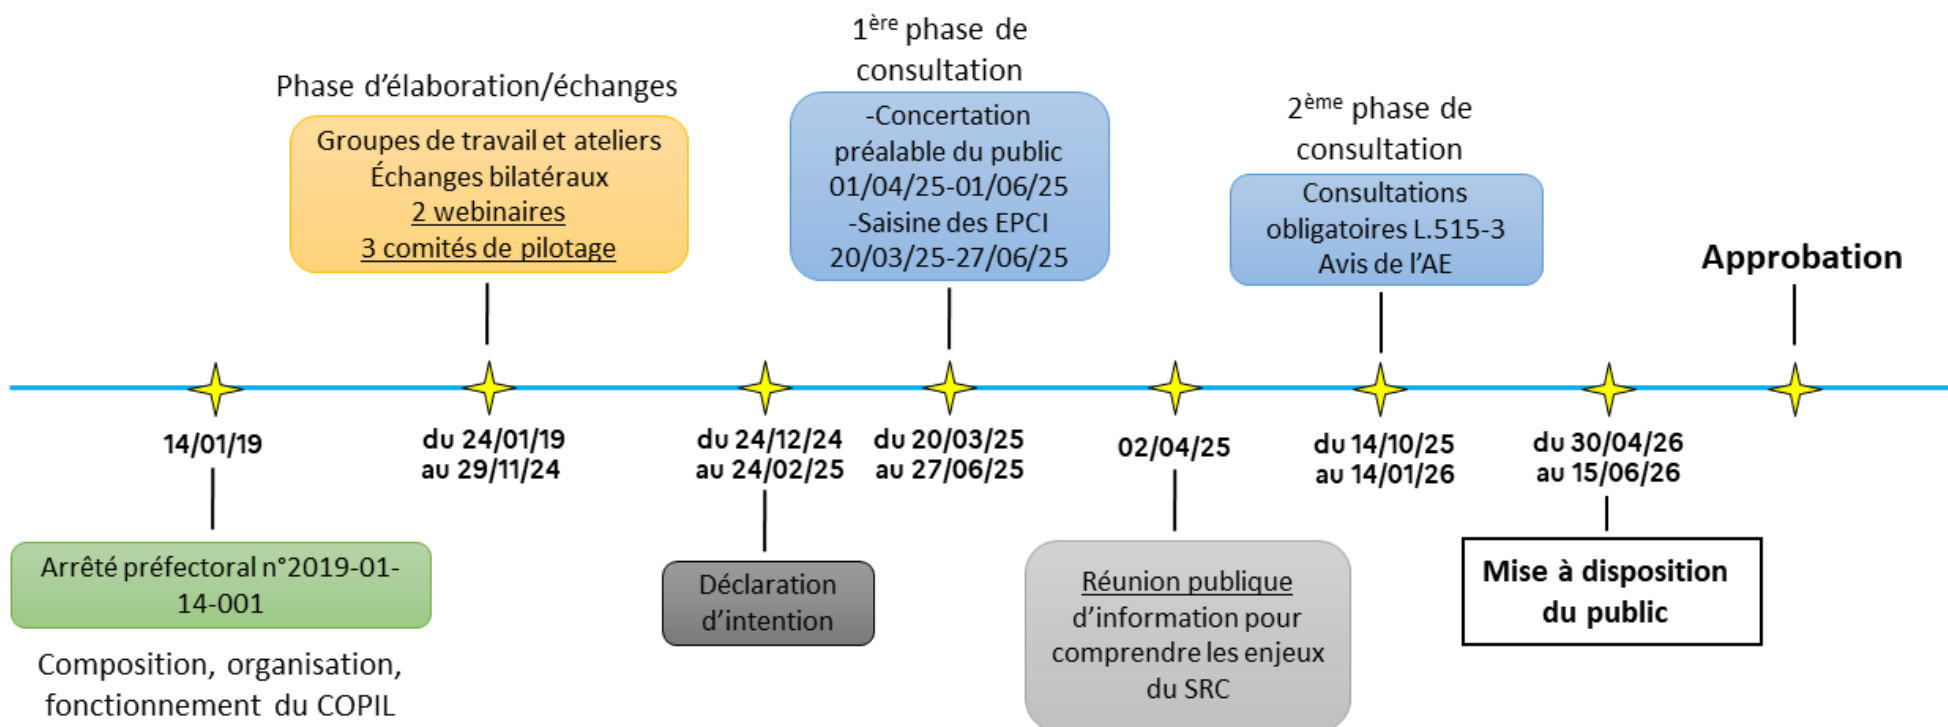 Phase d'élaboration/échanges
Groupes de travail et ateliers
Échanges bilatéraux
2 webinaires
3 comités de pilotage
1ère phase de
consultation
-Concertation
préalable du public
01/04/25-01/06/25
-Saisine des EPCI
20/03/25-27/06/25
2ème phase de
consultation
Consultations
obligatoires L.515-3
Avis de l'AE
Approbation
14/01/19
du 24/01/19
au 29/11/24
du 24/12/24
au 24/02/25
du 20/03/25
au 27/06/25
02/04/25
du 14/10/25
au 14/01/26
du 30/04/26
au 15/06/26
Arrêté préfectoral n°2019-01-
14-001
Composition, organisation,
fonctionnement du COPIL
Déclaration
d'intention
Réunion publique
d'information pour
comprendre les enjeux
du SRC
Mise à disposition
du public